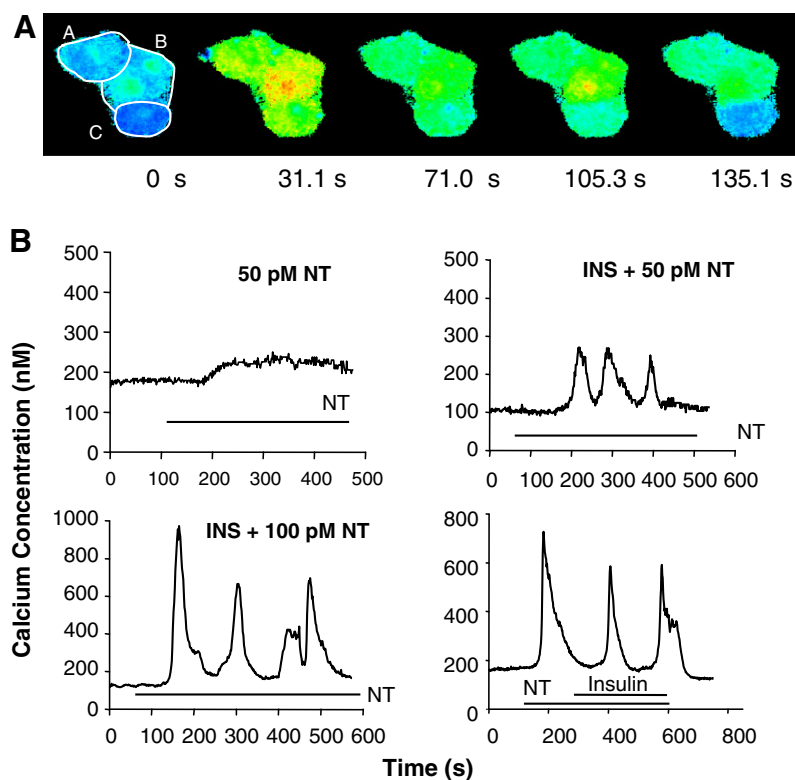 A
A
B
C
0 s
31.1 s
71.0 s
105.3 s
135.1 s
B
Calcium Concentration (nM)
50 pM NT
500
400
300
200
100
0
NT
0 100 200 300 400 500
INS + 50 pM NT
500
400
300
200
100
0
NT
0 100 200 300 400 500 600
INS + 100 pM NT
1000
800
600
400
200
0
NT
0 100 200 300 400 500 600
800
600
400
200
0
NT
Insulin
0 200 400 600 800
Time (s)